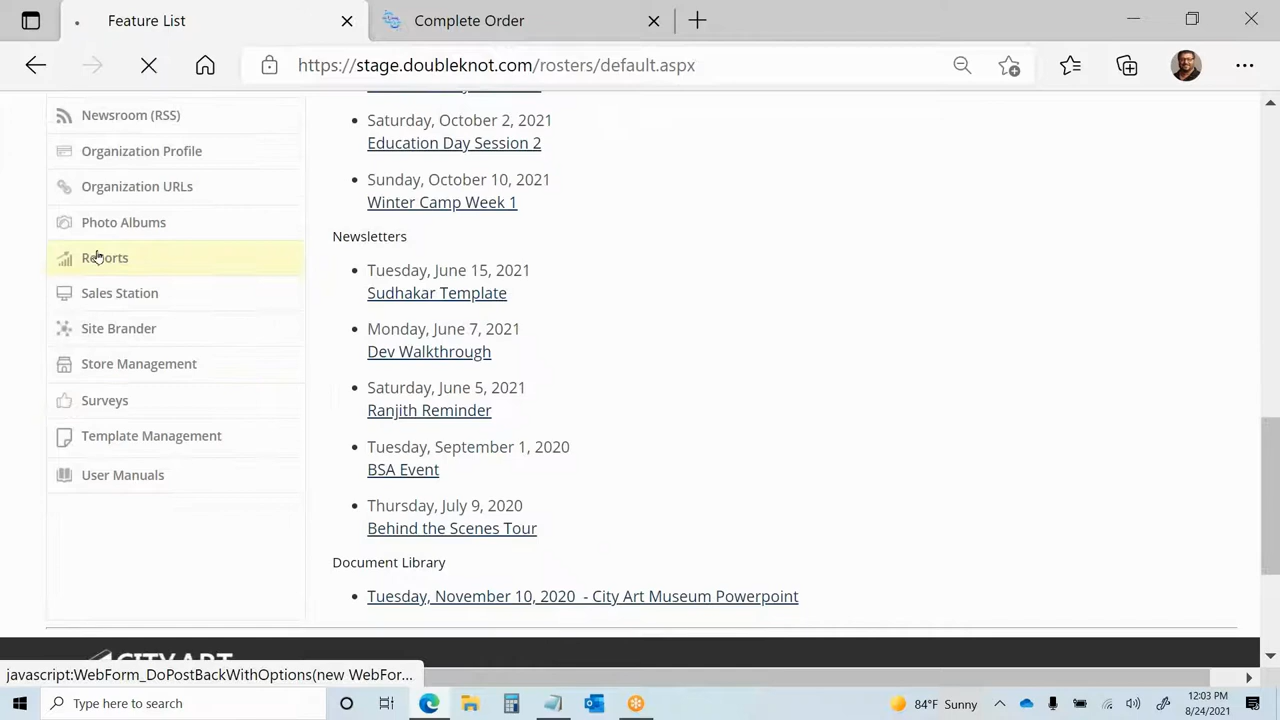 Feature List
Complete Order
https://stage.doubleknot.com/rosters/default.aspx
Newsroom (RSS)
Organization Profile
Organization URLs
Photo Albums
Reports
Sales Station
Site Brander
Store Management
Surveys
Template Management
User Manuals
Saturday, October 2, 2021
Education Day Session 2
Sunday, October 10, 2021
Winter Camp Week 1
Newsletters
Tuesday, June 15, 2021
Sudhakar Template
Monday, June 7, 2021
Dev Walkthrough
Saturday, June 5, 2021
Ranjith Reminder
Tuesday, September 1, 2020
BSA Event
Thursday, July 9, 2020
Behind the Scenes Tour
Document Library
Tuesday, November 10, 2020 - City Art Museum Powerpoint
CITY ART
javascript:WebForm_DoPostBackWithOptions(new WebFor...
Type here to search
84°F Sunny
12:03 PM
8/24/2021